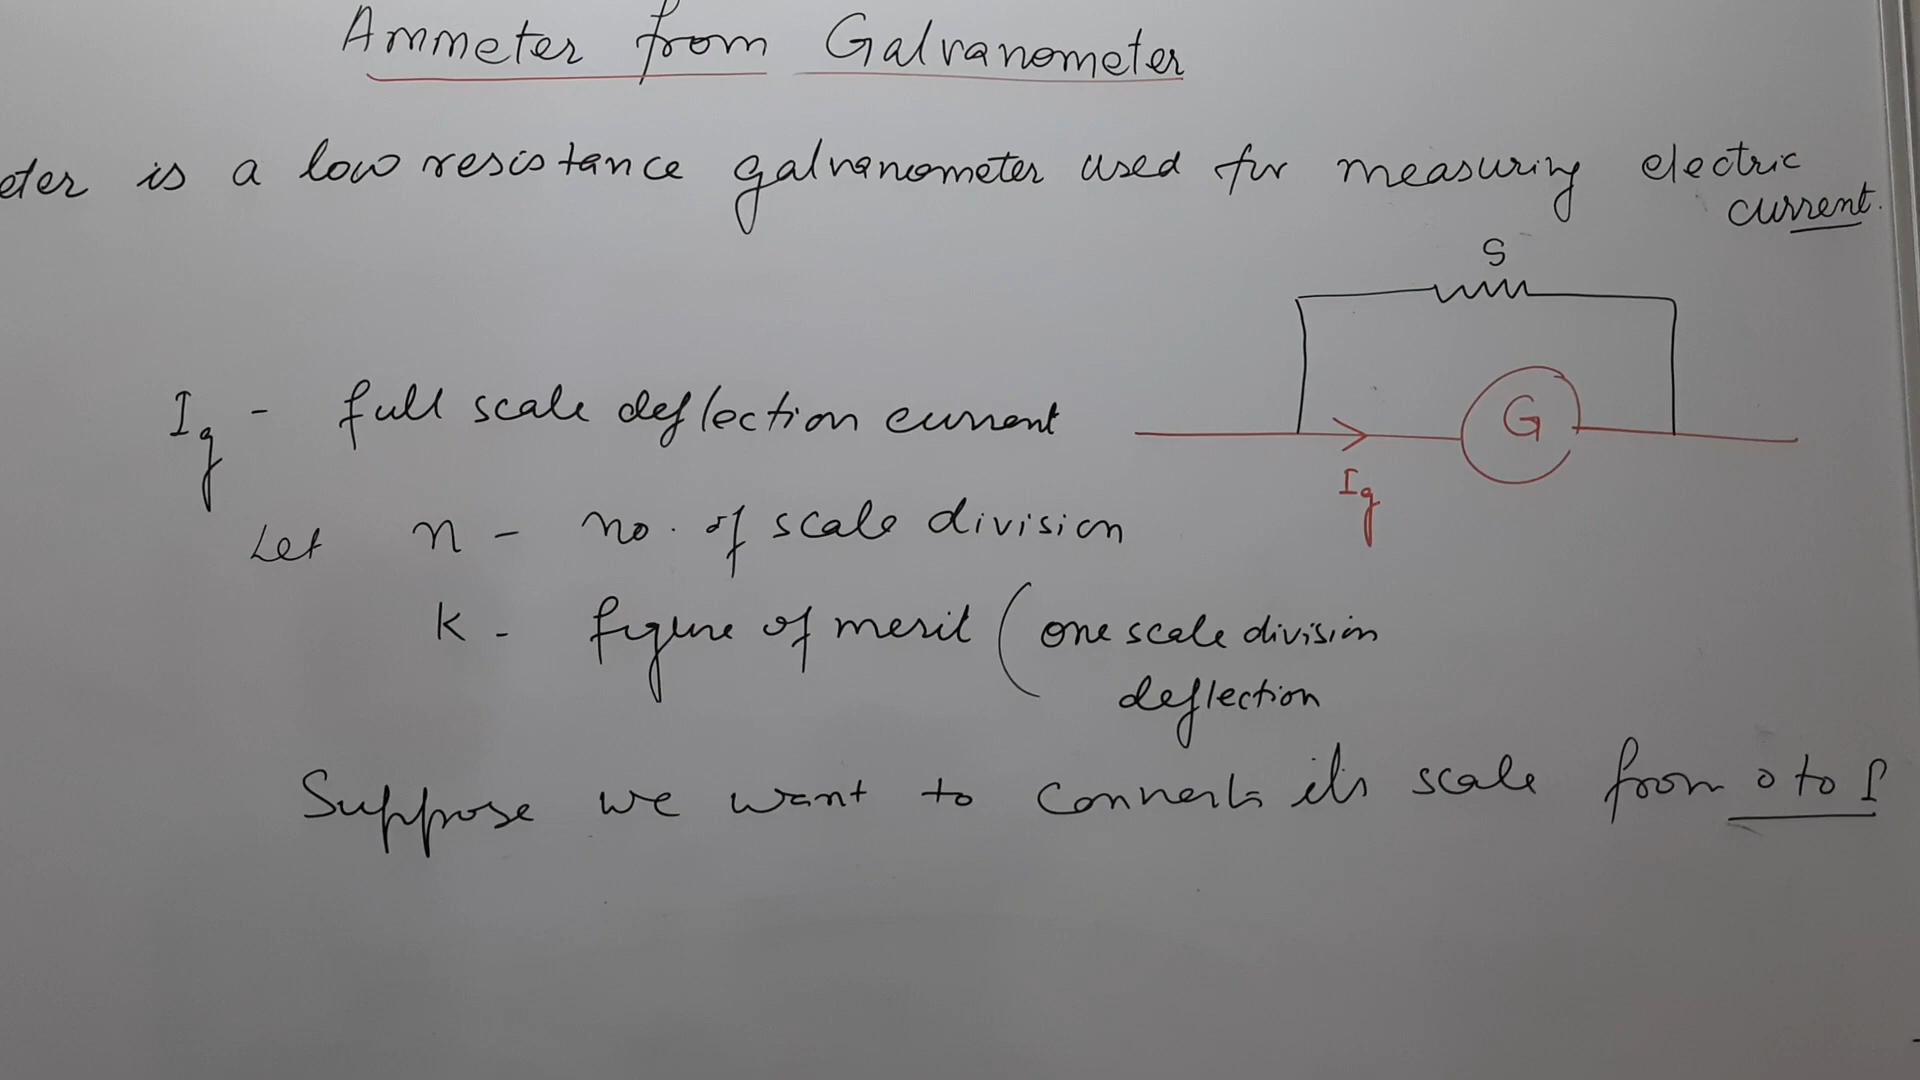 Ammeter from Galvanometer
eter is a low resistance galvanometer used for measuring electric
current.
S
G
Ig
Ig - full scale deflection current
Let n - no. of scale division
k - figure of merit ( one scale division
deflection
Suppose we want to converts its scale from 0 to I